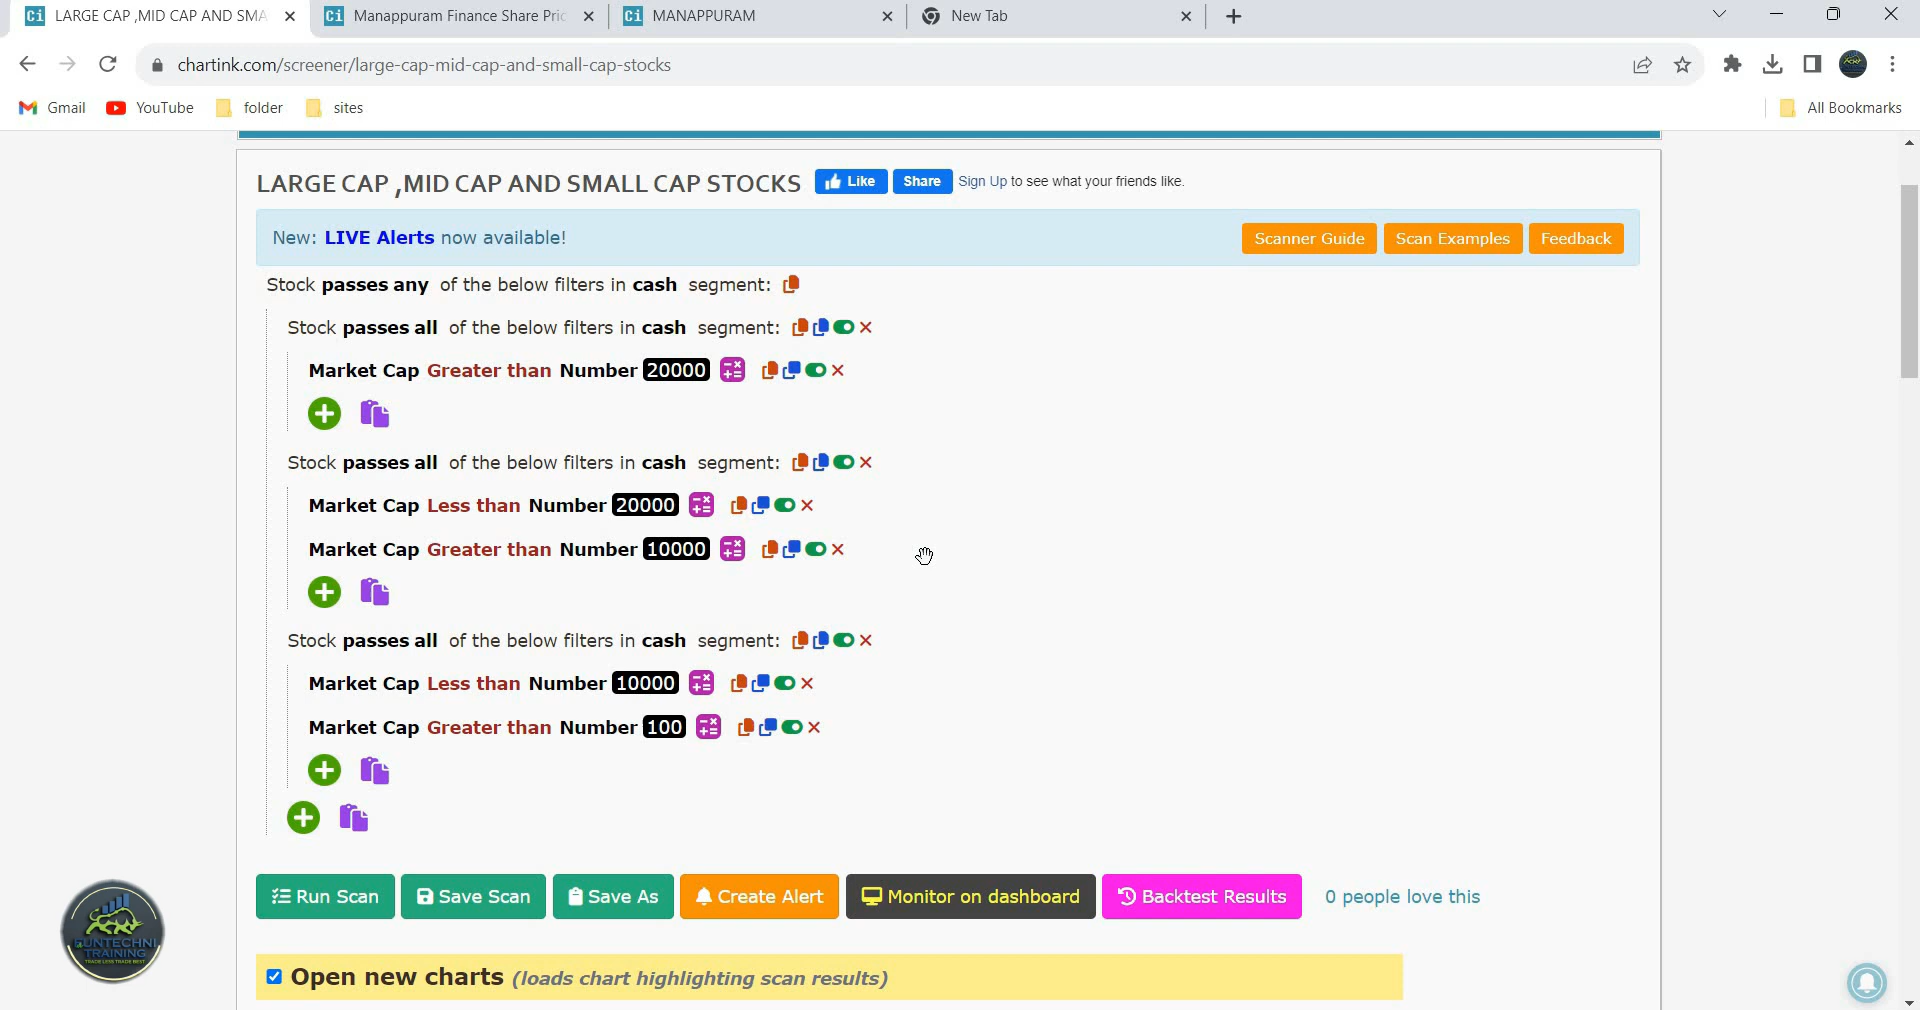 LARGE CAP ,MID CAP AND SMA
Manappuram Finance Share Pric
MANAPPURAM
New Tab
chartink.com/screener/large-cap-mid-cap-and-small-cap-stocks
Gmail YouTube folder sites All Bookmarks
LARGE CAP ,MID CAP AND SMALL CAP STOCKS Like Share Sign Up to see what your friends like.
New: LIVE Alerts now available! Scanner Guide Scan Examples Feedback
Stock passes any of the below filters in cash segment:
Stock passes all of the below filters in cash segment:
Market Cap Greater than Number 20000
Stock passes all of the below filters in cash segment:
Market Cap Less than Number 20000
Market Cap Greater than Number 10000
Stock passes all of the below filters in cash segment:
Market Cap Less than Number 10000
Market Cap Greater than Number 100
Run Scan Save Scan Save As Create Alert Monitor on dashboard Backtest Results 0 people love this
Open new charts (loads chart highlighting scan results)
TRAINING
TRADE LESS TRADE BEST